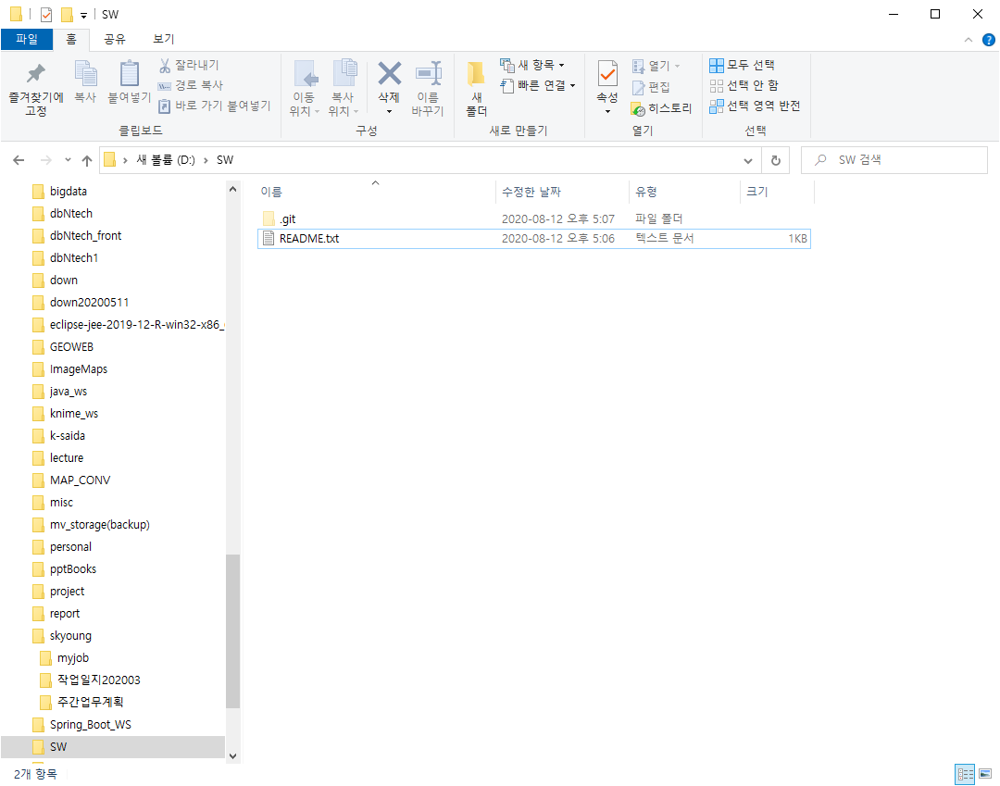 SW
파일 홈 공유 보기
즐겨찾기에 고정
복사
붙여넣기
잘라내기
경로 복사
바로 가기 붙여넣기
클립보드
이동 위치
복사 위치
삭제
이름 바꾸기
구성
새 폴더
새 항목
빠른 연결
새로 만들기
속성
열기
편집
히스토리
열기
모두 선택
선택 안 함
선택 영역 반전
선택
새 볼륨 (D:) › SW
SW 검색
bigdata
dbNtech
dbNtech_front
dbNtech1
down
down20200511
eclipse-jee-2019-12-R-win32-x86_
GEOWEB
ImageMaps
java_ws
knime_ws
k-saida
lecture
MAP_CONV
misc
mv_storage(backup)
personal
pptBooks
project
report
skyoung
myjob
작업일지202003
주간업무계획
Spring_Boot_WS
SW
이름 수정한 날짜 유형 크기
.git 2020-08-12 오후 5:07 파일 폴더
README.txt 2020-08-12 오후 5:06 텍스트 문서 1KB
2개 항목